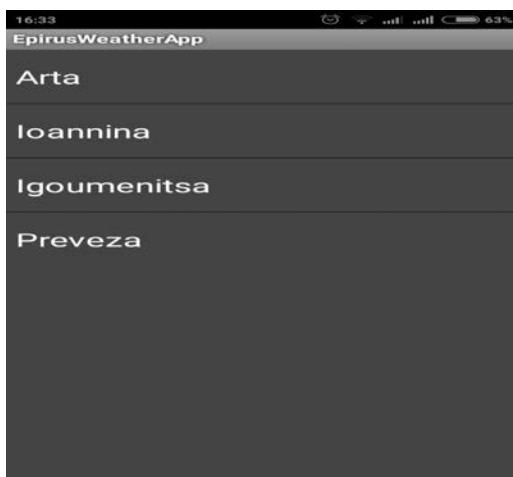 16:33 63%
EpirusWeatherApp
Arta
Ioannina
Igoumenitsa
Preveza